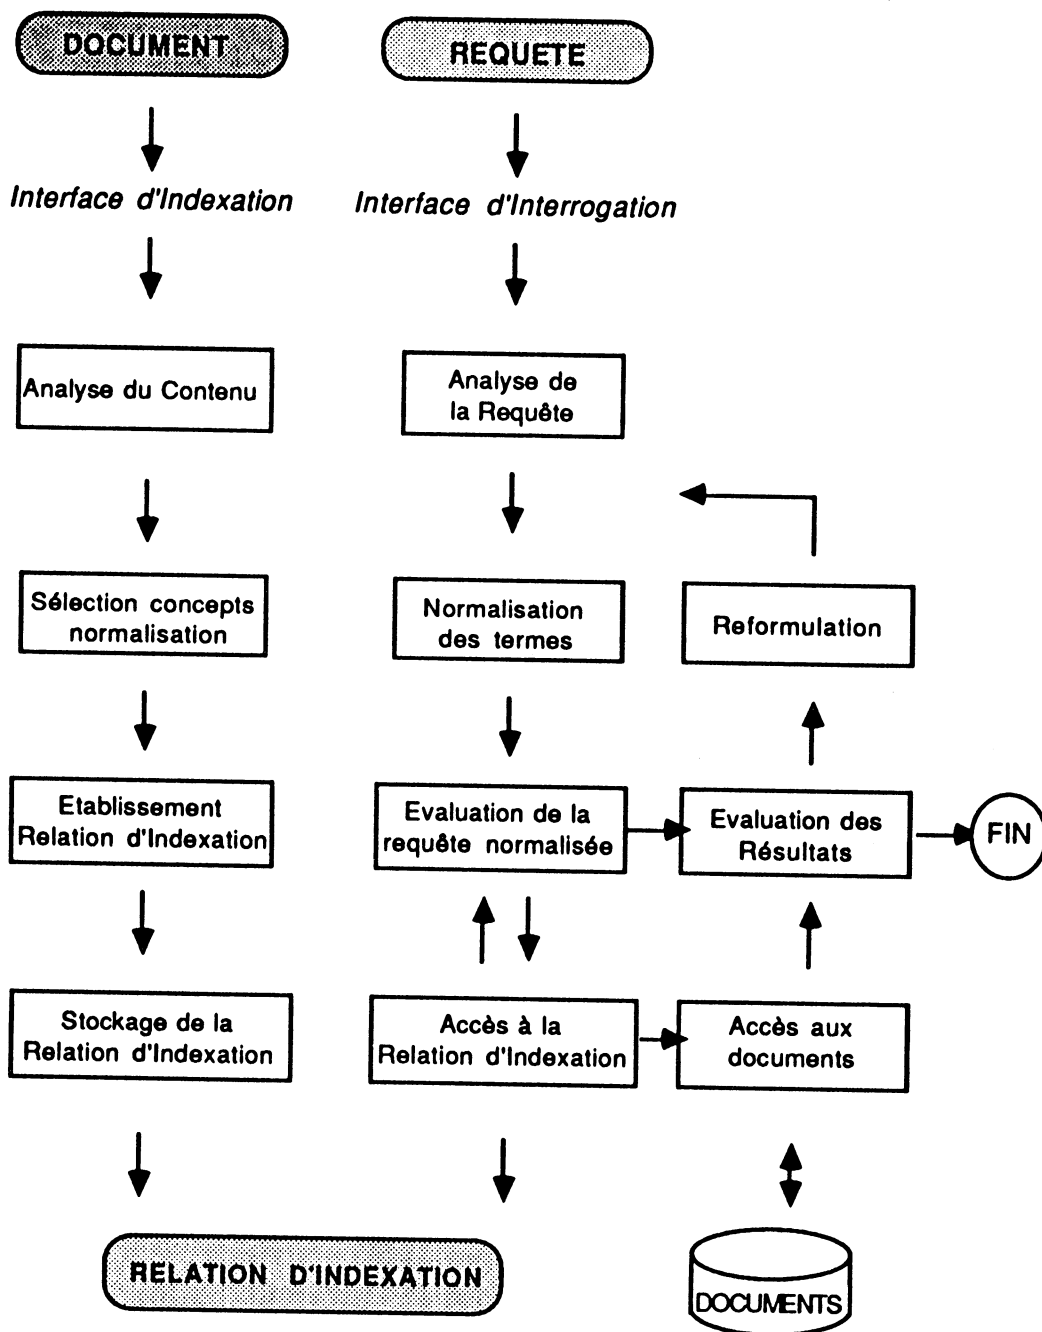 DOCUMENT
REQUETE
Interface d'Indexation
Interface d'Interrogation
Analyse du Contenu
Analyse de
la Requête
Sélection concepts
normalisation
Normalisation
des termes
Reformulation
Etablissement
Relation d'Indexation
Evaluation de la
requête normalisée
Evaluation des
Résultats
FIN
Stockage de la
Relation d'Indexation
Accès à la
Relation d'Indexation
Accès aux
documents
RELATION D'INDEXATION
DOCUMENTS